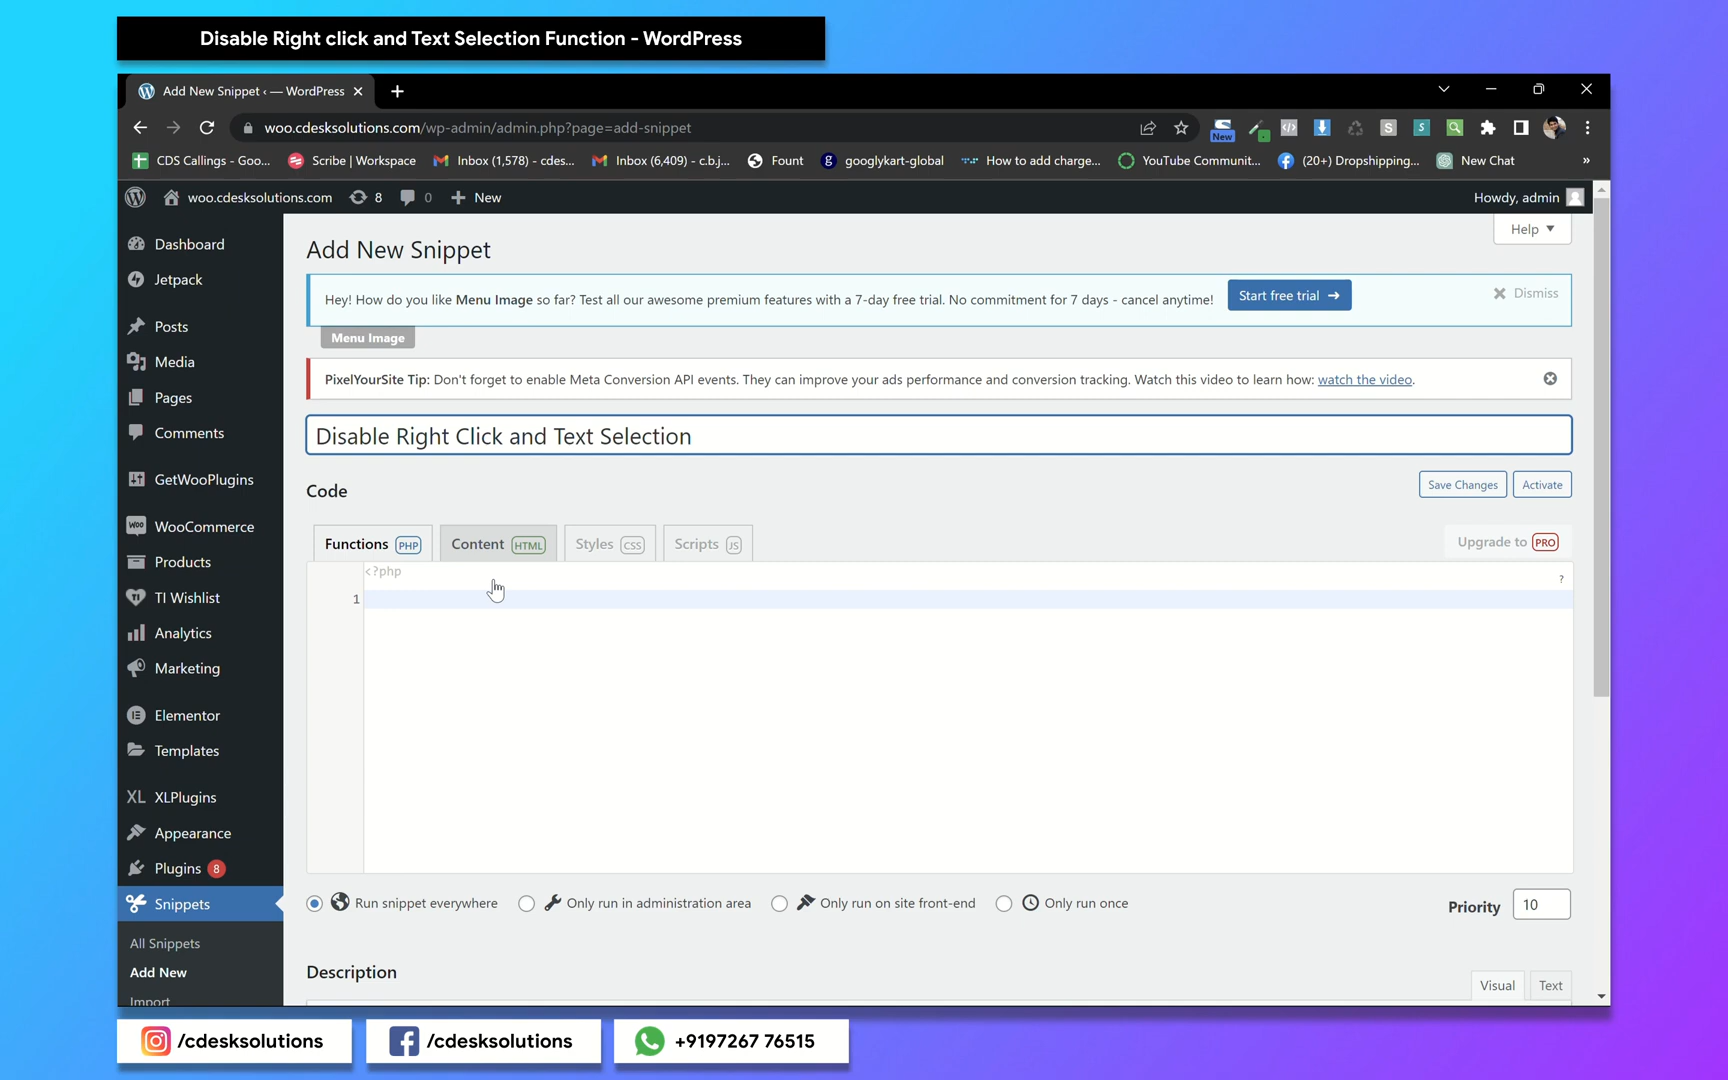 Disable Right click and Text Selection Function - WordPress
Add New Snippet ‹ — WordPress
woo.cdesksolutions.com/wp-admin/admin.php?page=add-snippet
New
CDS Callings - Goo...
Scribe | Workspace
Inbox (1,578) - cdes...
Inbox (6,409) - c.b.j...
Fount
googlykart-global
How to add charge...
YouTube Communit...
(20+) Dropshipping...
New Chat
»
woo.cdesksolutions.com
8
0
New
Howdy, admin
Help
Dashboard
Jetpack
Posts
Media
Pages
Comments
GetWooPlugins
WooCommerce
Products
TI Wishlist
Analytics
Marketing
Elementor
Templates
XL XLPlugins
Appearance
Plugins 8
Snippets
All Snippets
Add New
Import
Add New Snippet
Hey! How do you like Menu Image so far? Test all our awesome premium features with a 7-day free trial. No commitment for 7 days - cancel anytime!
Start free trial →
Dismiss
Menu Image
PixelYourSite Tip: Don't forget to enable Meta Conversion API events. They can improve your ads performance and conversion tracking. Watch this video to learn how: watch the video.
Disable Right Click and Text Selection
Code
Save Changes
Activate
Functions PHP
Content HTML
Styles CSS
Scripts JS
Upgrade to PRO
<?php
?
1
Run snippet everywhere
Only run in administration area
Only run on site front-end
Only run once
Priority
10
Description
Visual
Text
/cdesksolutions
/cdesksolutions
+9197267 76515